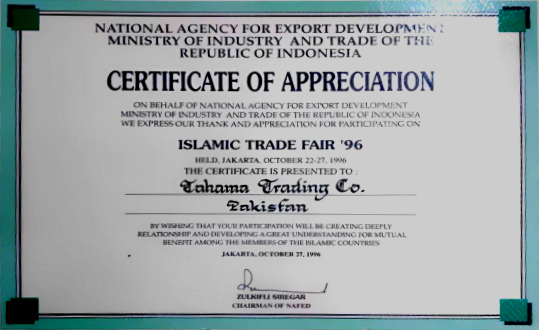 NATIONAL AGENCY FOR EXPORT DEVELOPMENT
MINISTRY OF INDUSTRY AND TRADE OF THE
REPUBLIC OF INDONESIA
CERTIFICATE OF APPRECIATION
ON BEHALF OF NATIONAL AGENCY FOR EXPORT DEVELOPMENT
MINISTRY OF INDUSTRY AND TRADE OF THE REPUBLIC OF INDONESIA
WE EXPRESS OUR THANK AND APPRECIATION FOR PARTICIPATING ON
ISLAMIC TRADE FAIR '96
HELD, JAKARTA, OCTOBER 22-27, 1996
THE CERTIFICATE IS PRESENTED TO :
Tahama Trading Co.
Pakistan
BY WISHING THAT YOUR PARTICIPATION WILL BE CREATING DEEPLY
RELATIONSHIP AND DEVELOPING A GREAT UNDERSTANDING FOR MUTUAL
BENEFIT AMONG THE MEMBERS OF THE ISLAMIC COUNTRIES
JAKARTA, OCTOBER 27, 1996
ZULKIFLI SIREGAR
CHAIRMAN OF NAFED